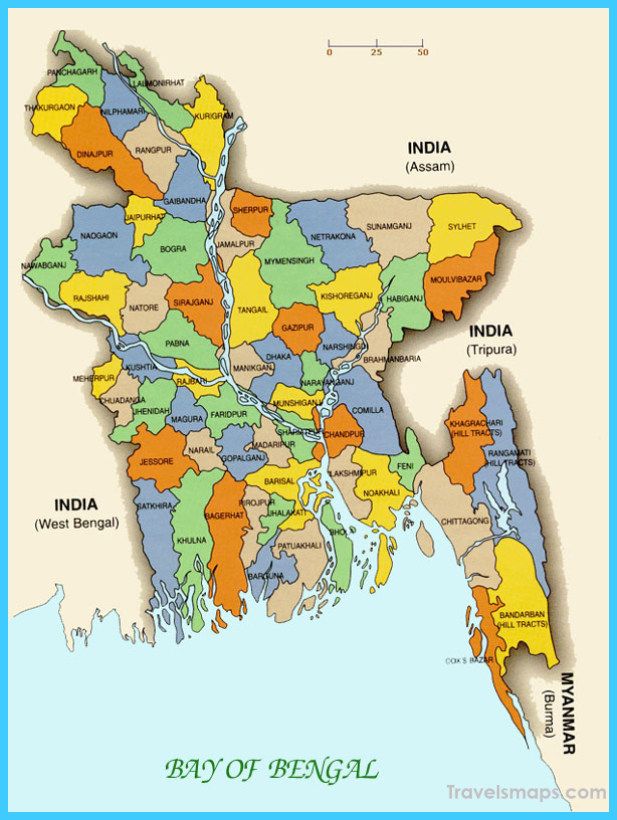 0 25 50
PANCHAGARH
LALMONIRHAT
THAKURGAON
NILPHAMARI
KURIGRAM
DINAJPUR
RANGPUR
INDIA
(Assam)
GAIBANDHA
SHERPUR
JAIPURHAT
NAOGAON
JAMALPUR
NETRAKONA
SUNAMGANJ
SYLHET
BOGRA
MYMENSINGH
NAWABGANJ
MOULVIBAZAR
RAJSHAHI
NATORE
SIRAJGANJ
TANGAIL
KISHOREGANJ
HABIGANJ
GAZIPUR
INDIA
(Tripura)
PABNA
DHAKA
NARSHINGDI
BRAHMANBARIA
KUSHTIA
MANIKGANJ
MEHERPUR
RAJBARI
NARAYANGANJ
CHUADANGA
JHENIDAH
MUNSHIGANJ
COMILLA
MAGURA
FARIDPUR
KHAGRACHARI
(HILL TRACTS)
CHANDPUR
MADARIPUR
NARAIL
GOPALGANJ
JESSORE
RANGAMATI
(HILL TRACTS)
FENI
LAKSHMIPUR
BARISAL
NOAKHALI
INDIA
(West Bengal)
SATKHIRA
BAGERHAT
PIROJPUR
JHALAKATI
CHITTAGONG
KHULNA
PATUAKHALI
BARGUNA
BANDARBAN
(HILL TRACTS)
COX'S BAZAR
MYANMAR
(Burma)
BAY OF BENGAL
Travelsmaps.com